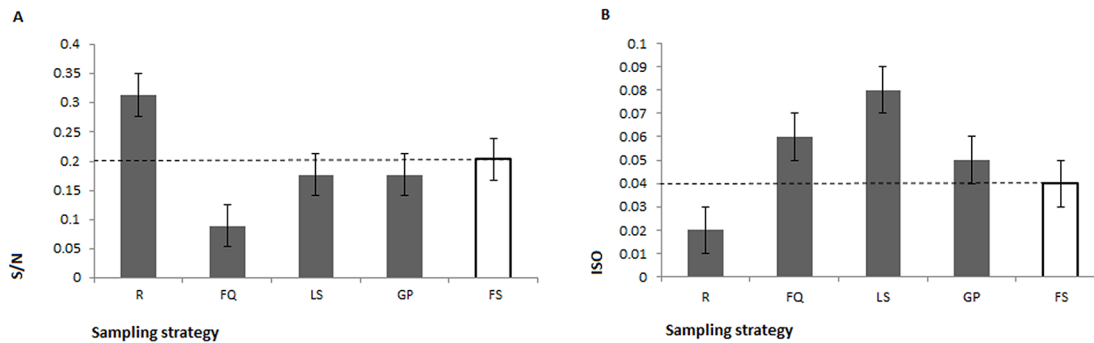 A
S/N
0.4
0.35
0.3
0.25
0.2
0.15
0.1
0.05
0
R FQ LS GP FS
Sampling strategy
B
ISO
0.1
0.09
0.08
0.07
0.06
0.05
0.04
0.03
0.02
0.01
0
R FQ LS GP FS
Sampling strategy